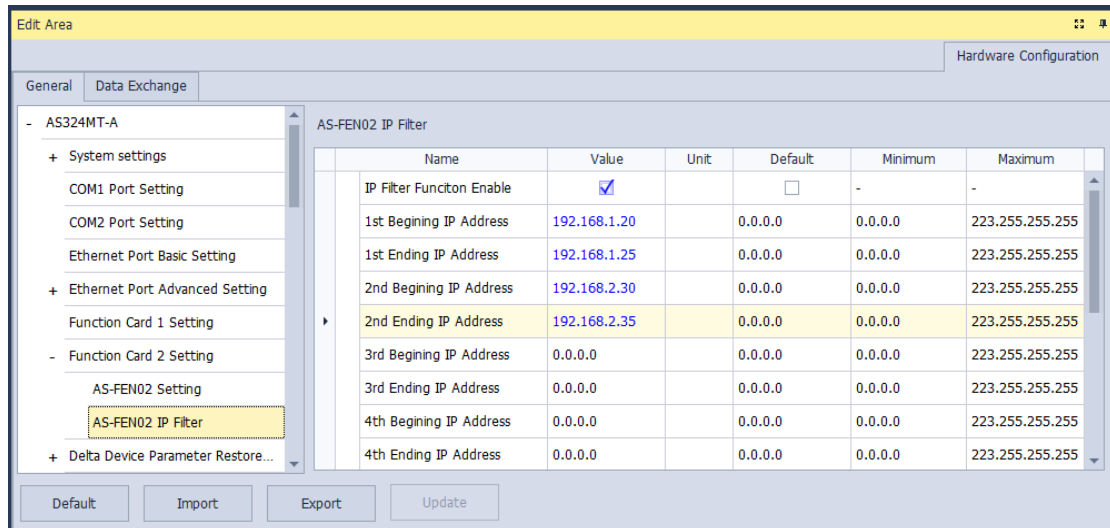 Edit Area
Hardware Configuration
General Data Exchange
- AS324MT-A
+ System settings
COM1 Port Setting
COM2 Port Setting
Ethernet Port Basic Setting
+ Ethernet Port Advanced Setting
Function Card 1 Setting
- Function Card 2 Setting
AS-FEN02 Setting
AS-FEN02 IP Filter
+ Delta Device Parameter Restore...
AS-FEN02 IP Filter
Name Value Unit Default Minimum Maximum
IP Filter Funciton Enable - -
1st Begining IP Address 192.168.1.20 0.0.0.0 0.0.0.0 223.255.255.255
1st Ending IP Address 192.168.1.25 0.0.0.0 0.0.0.0 223.255.255.255
2nd Begining IP Address 192.168.2.30 0.0.0.0 0.0.0.0 223.255.255.255
2nd Ending IP Address 192.168.2.35 0.0.0.0 0.0.0.0 223.255.255.255
3rd Begining IP Address 0.0.0.0 0.0.0.0 0.0.0.0 223.255.255.255
3rd Ending IP Address 0.0.0.0 0.0.0.0 0.0.0.0 223.255.255.255
4th Begining IP Address 0.0.0.0 0.0.0.0 0.0.0.0 223.255.255.255
4th Ending IP Address 0.0.0.0 0.0.0.0 0.0.0.0 223.255.255.255
Default Import Export Update